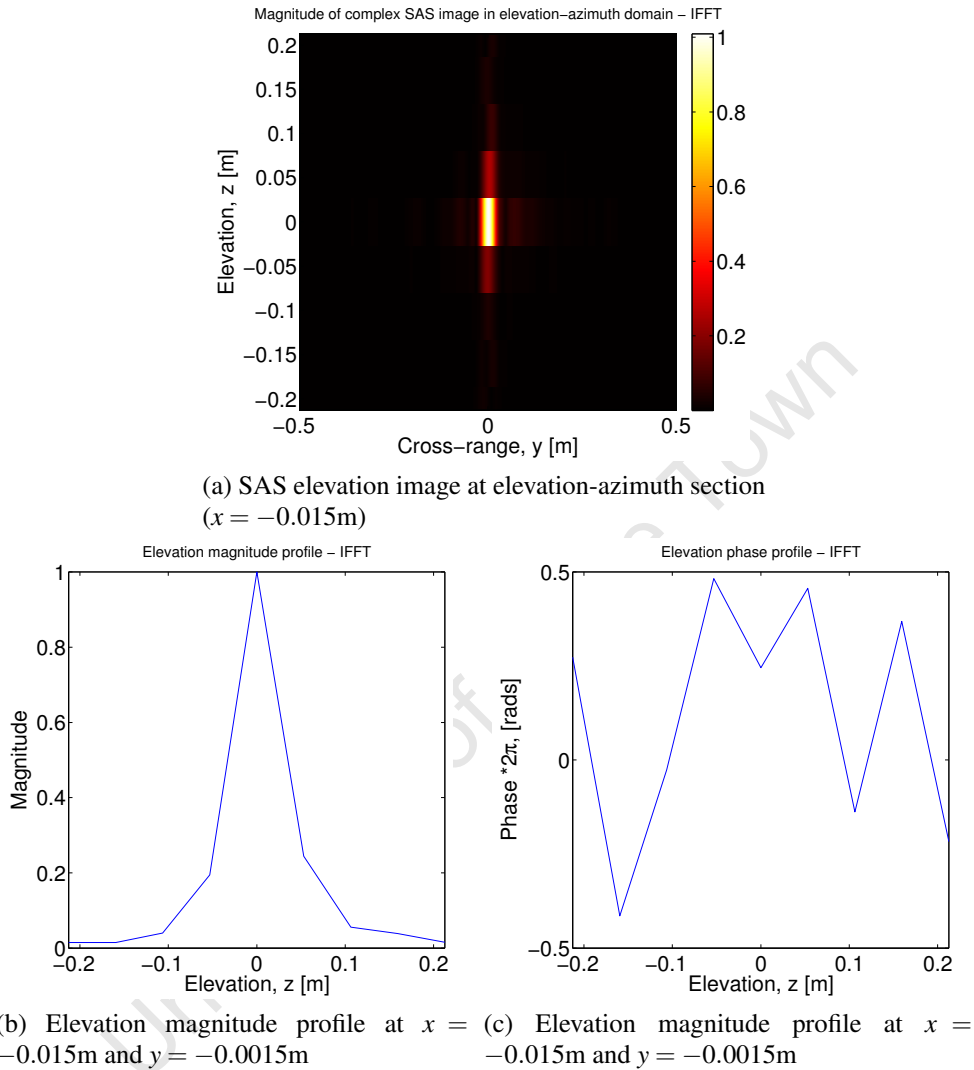 Magnitude of complex SAS image in elevation−azimuth domain − IFFT
0.2
0.15
0.1
0.05
0
−0.05
−0.1
−0.15
−0.2
Elevation, z [m]
−0.5
0
0.5
Cross−range, y [m]
1
0.8
0.6
0.4
0.2
(a) SAS elevation image at elevation-azimuth section
(x = −0.015m)
Elevation magnitude profile − IFFT
1
0.8
0.6
0.4
0.2
0
Magnitude
−0.2
−0.1
0
0.1
0.2
Elevation, z [m]
Elevation phase profile − IFFT
0.5
0
−0.5
Phase *2π, [rads]
−0.2
−0.1
0
0.1
0.2
Elevation, z [m]
(b) Elevation magnitude profile at x =
−0.015m and y = −0.0015m
(c) Elevation magnitude profile at x =
−0.015m and y = −0.0015m
of
Town